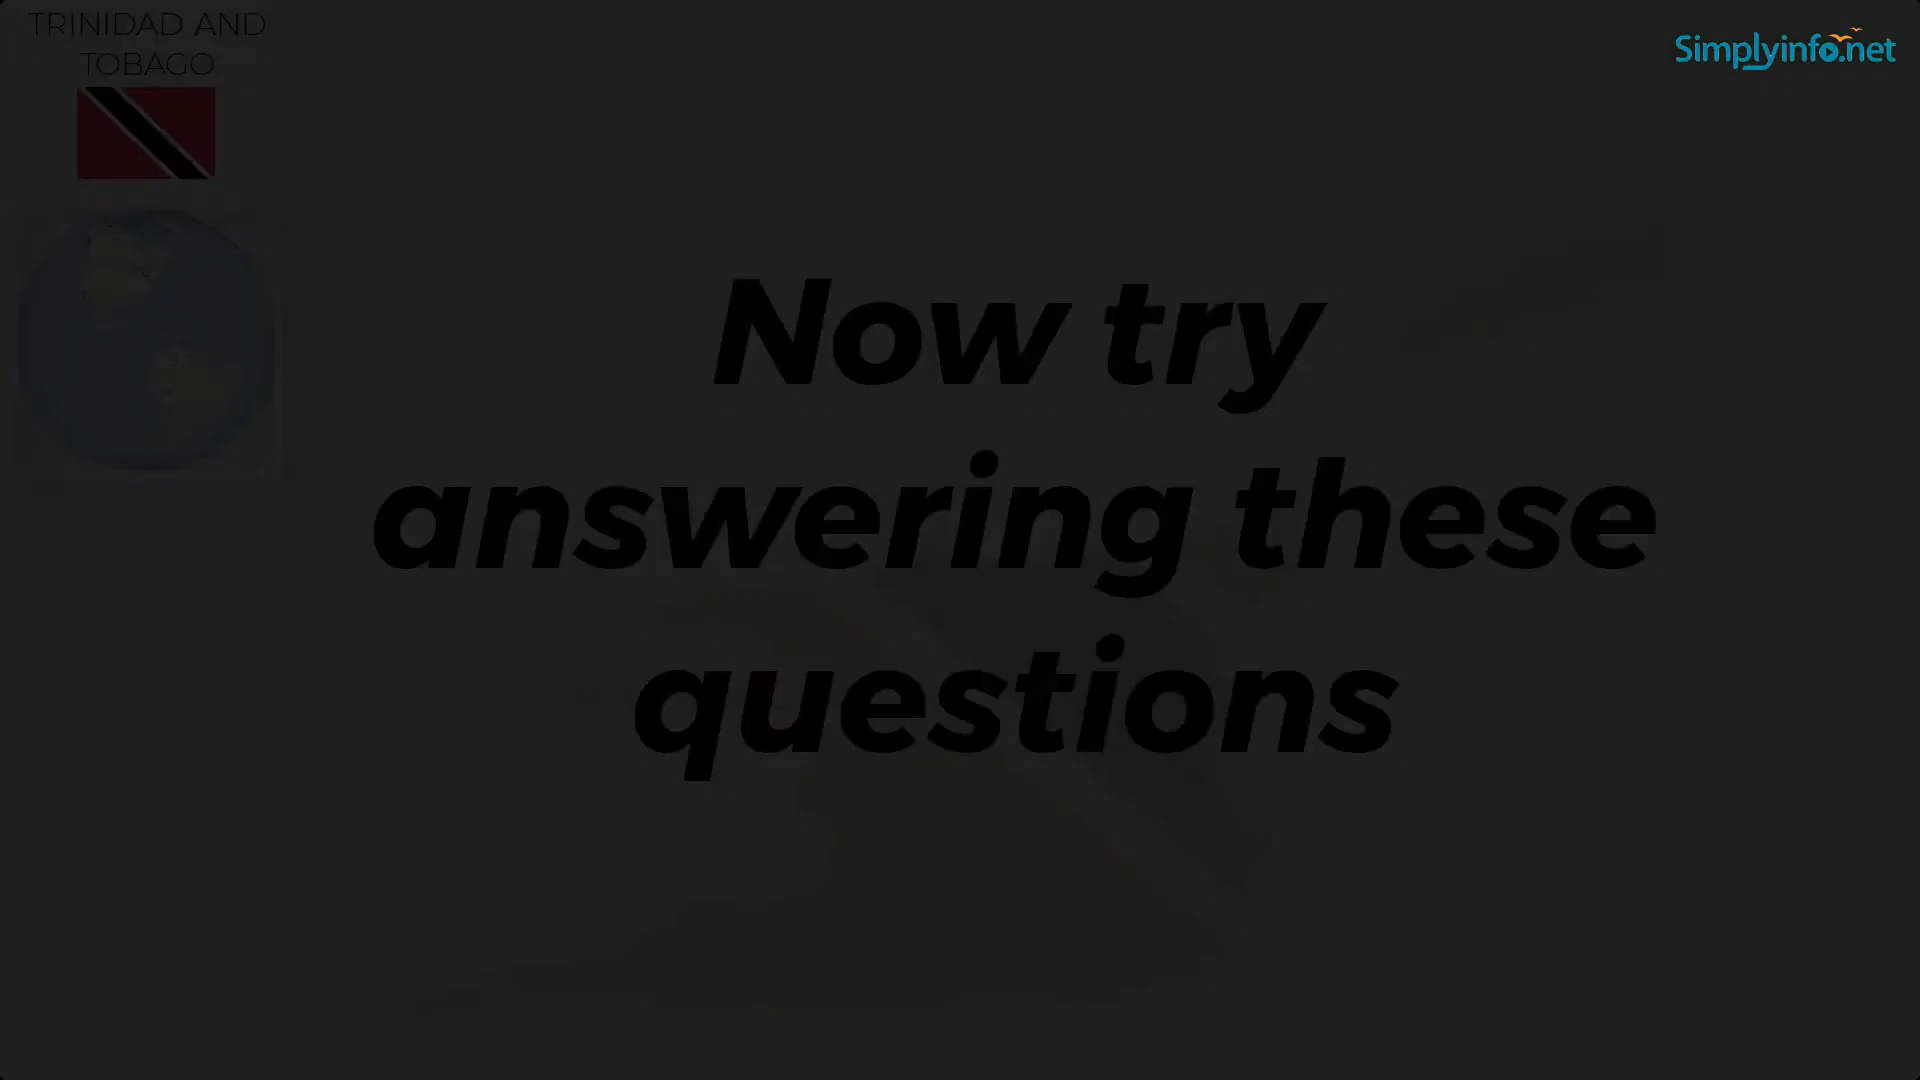 TRINIDAD AND
TOBAGO
Simplyinfo.net
Now try
answering these
questions